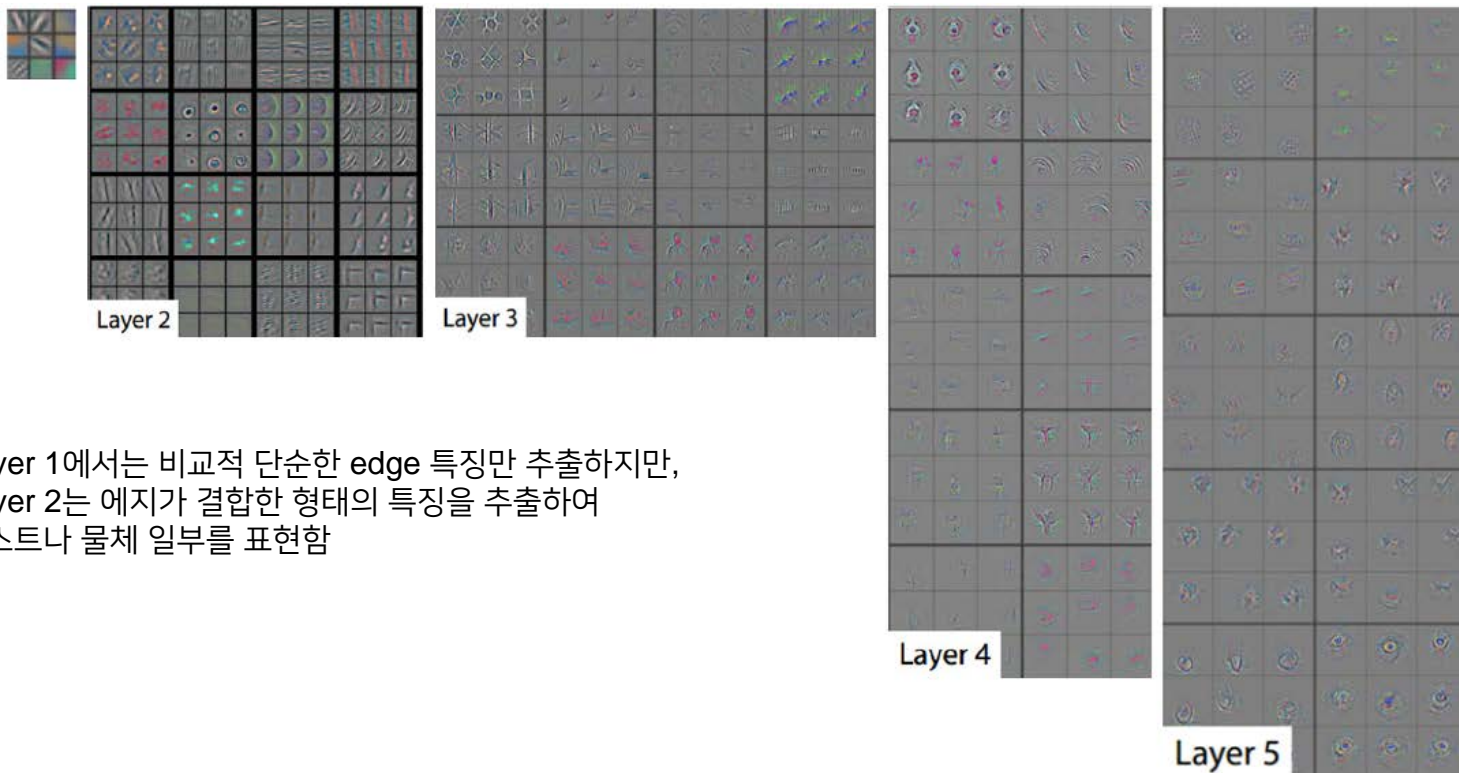 Layer 2
Layer 3
yer 1에서는 비교적 단순한 edge 특징만 추출하지만,
yer 2는 에지가 결합한 형태의 특징을 추출하여
스트나 물체 일부를 표현함
Layer 4
Layer 5